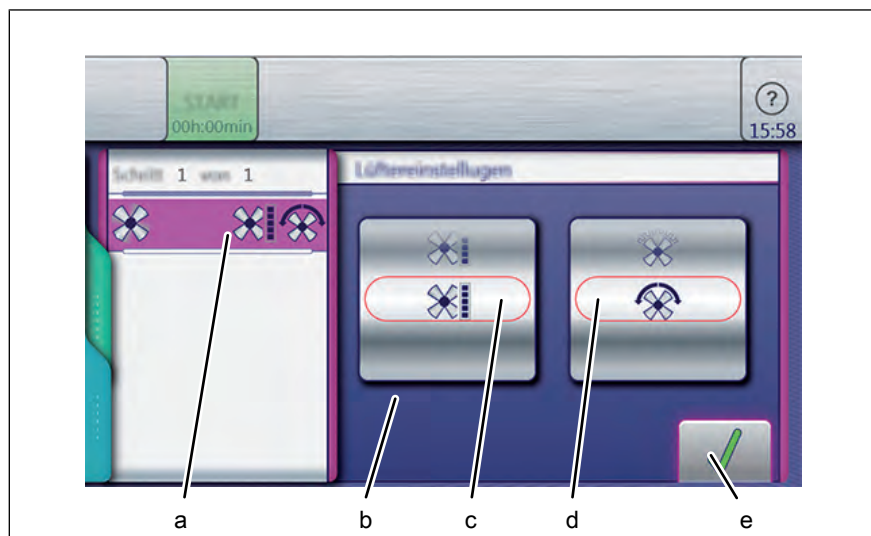 START
00h:00min
?
15:58
Schritt 1 von 1
Lüftereinstellugen
a
b
c
d
e